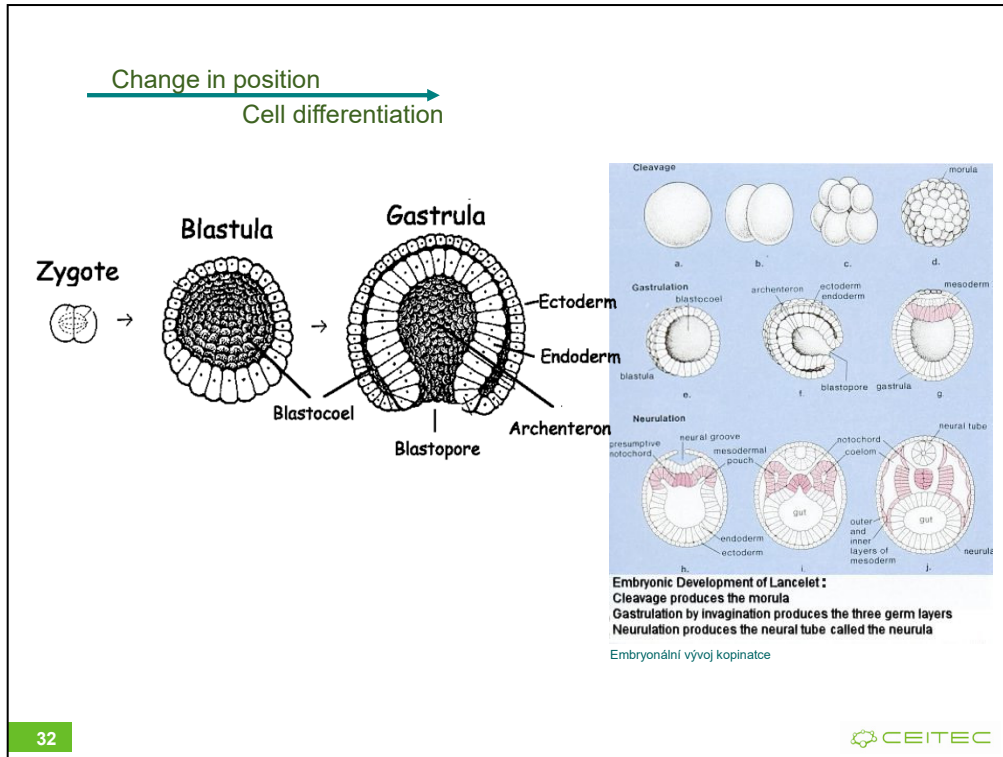 Change in position
Cell differentiation
Zygote
Blastula
Gastrula
Ectoderm
Endoderm
Blastocoel
Archenteron
Blastopore
Cleavage
morula
a.
b.
c.
d.
Gastrulation
blastocoel
archenteron
ectoderm
endoderm
mesoderm
blastula
blastopore
gastrula
e.
f.
g.
Neurulation
neural tube
presumptive
notochord
neural groove
mesodermal
pouch
notochord
coelom
gut
gut
outer
and
inner
layers of
mesoderm
endoderm
ectoderm
neurula
h.
i.
j.
Embryonic Development of Lancelet :
Cleavage produces the morula
Gastrulation by invagination produces the three germ layers
Neurulation produces the neural tube called the neurula
Embryonální vývoj kopinatce
32
CEITEC